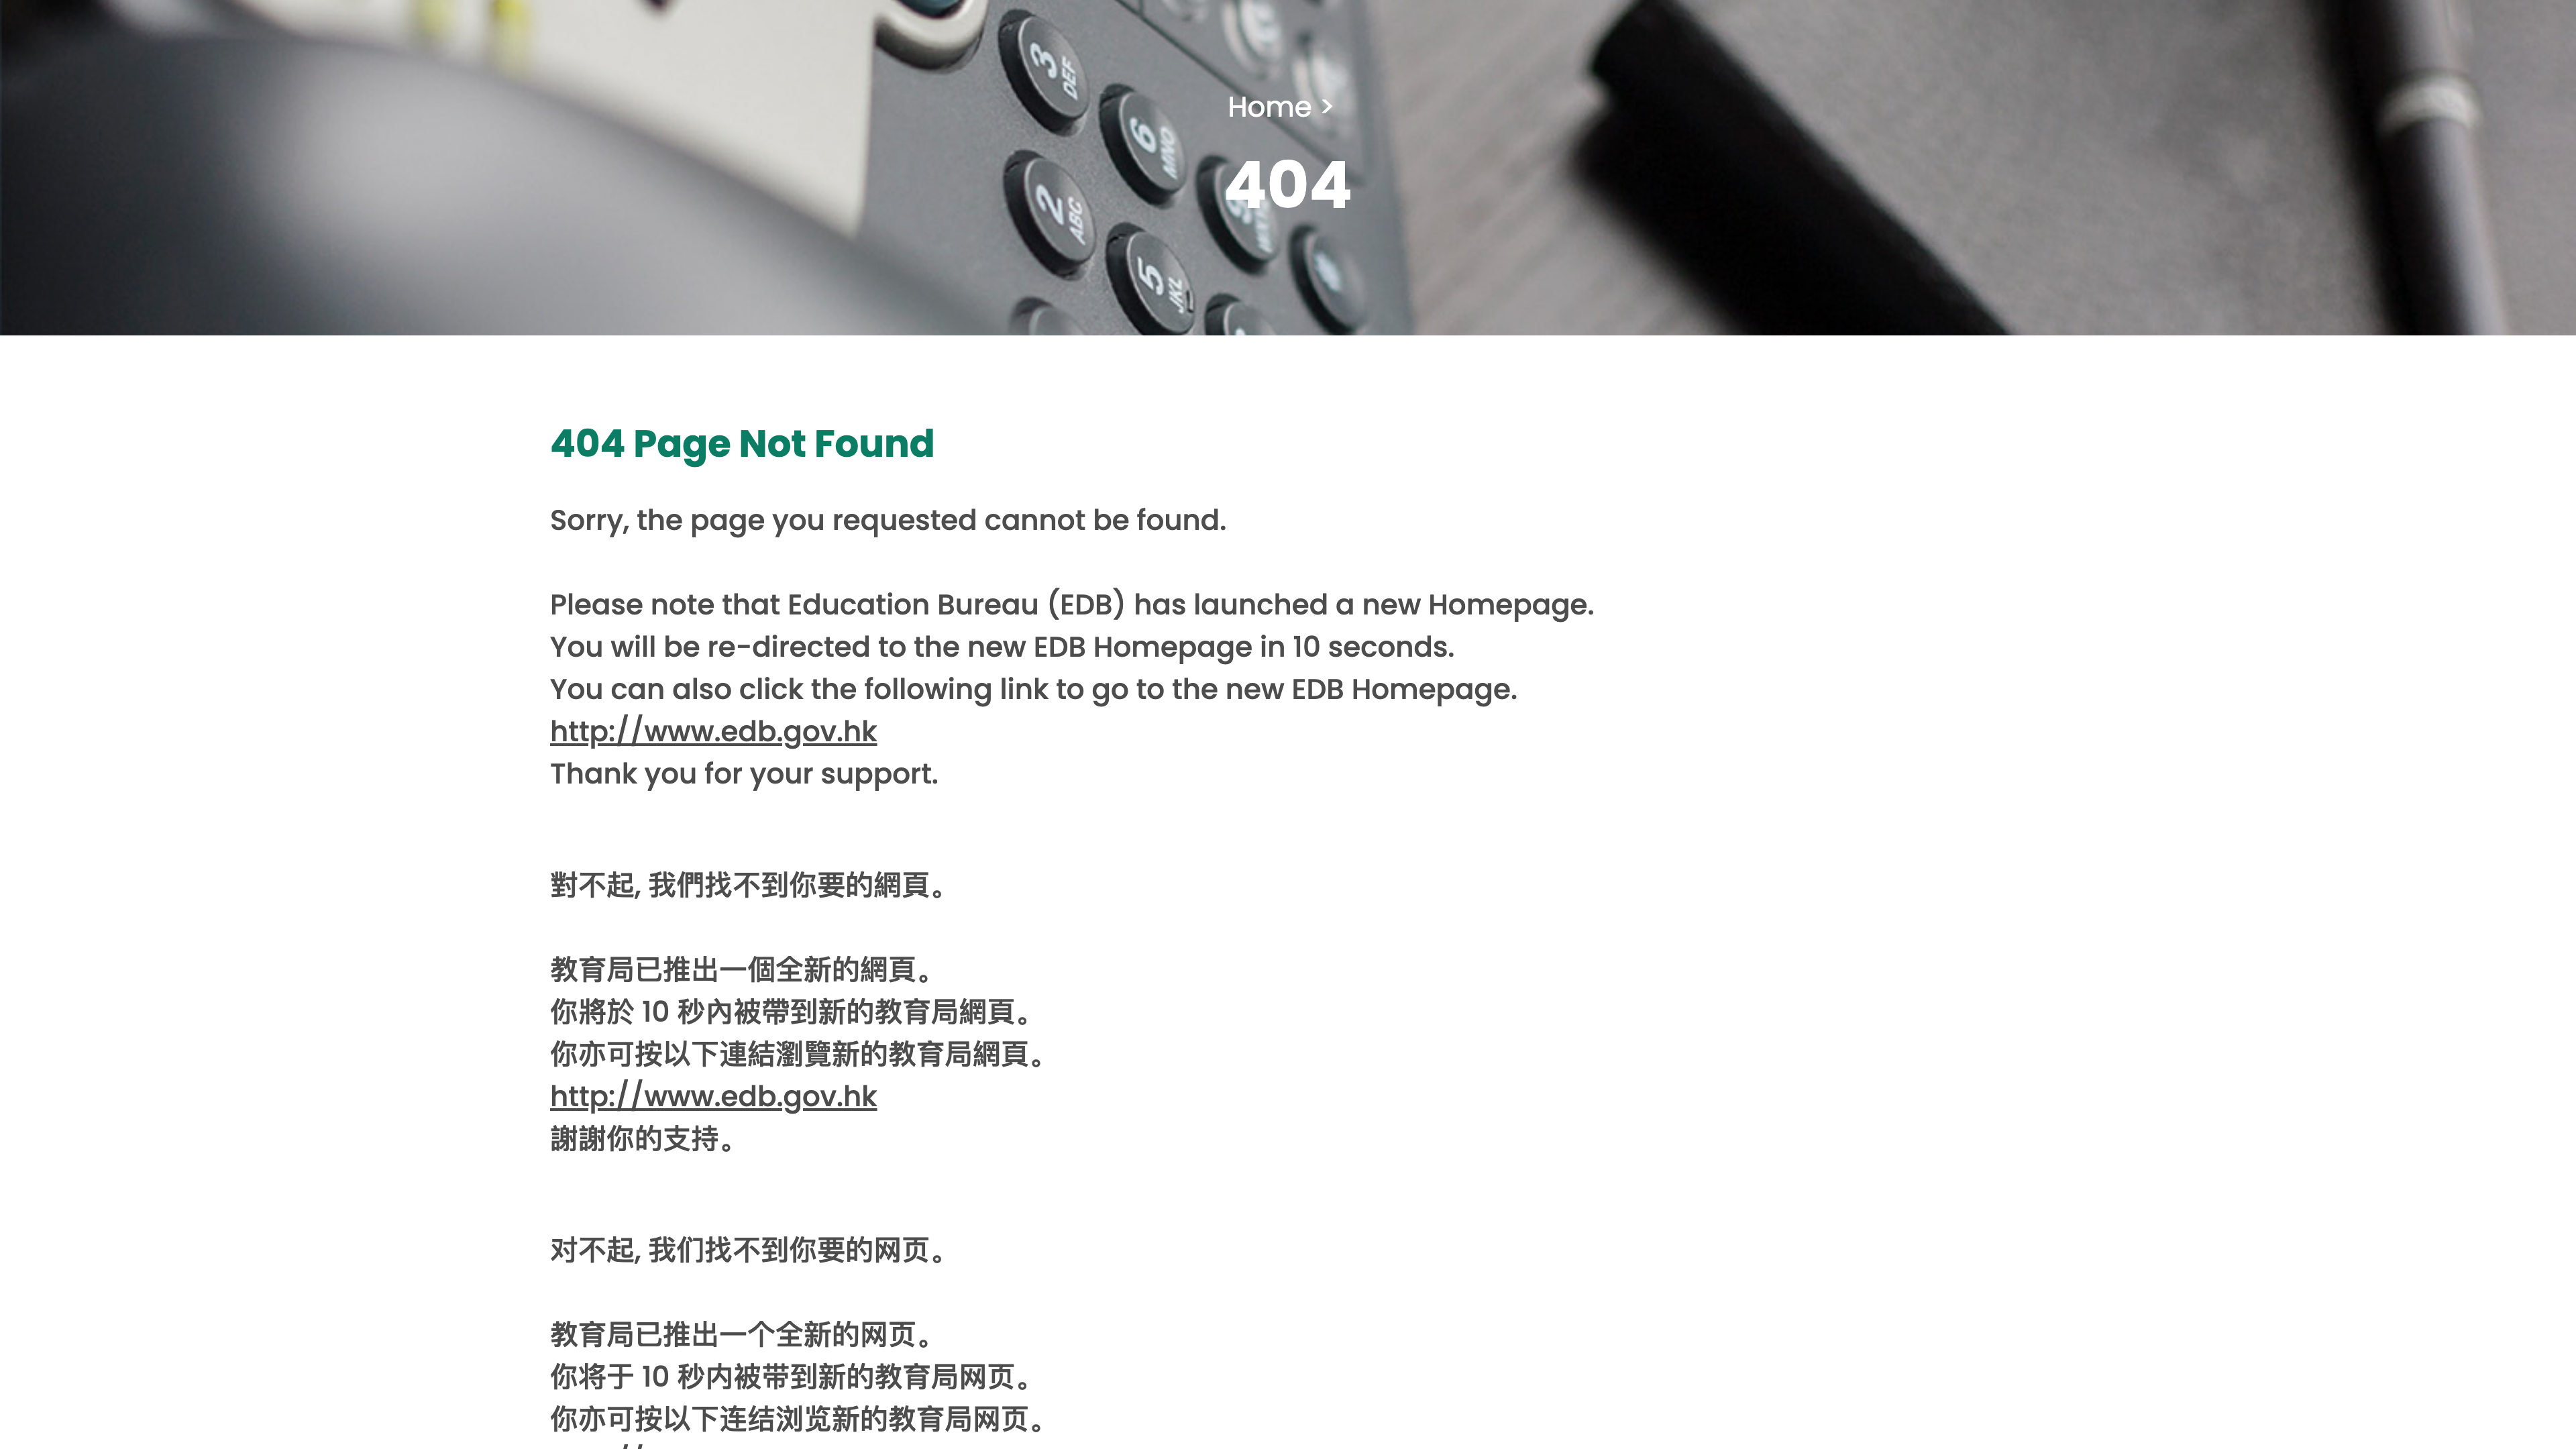 Home >
404
3 DEF
6 MNO
2 ABC
5 JKL
404 Page Not Found
Sorry, the page you requested cannot be found.
Please note that Education Bureau (EDB) has launched a new Homepage.
You will be re-directed to the new EDB Homepage in 10 seconds.
You can also click the following link to go to the new EDB Homepage.
http://www.edb.gov.hk
Thank you for your support.
對不起, 我們找不到你要的網頁。
教育局已推出一個全新的網頁。
你將於 10 秒內被帶到新的教育局網頁。
你亦可按以下連結瀏覽新的教育局網頁。
http://www.edb.gov.hk
謝謝你的支持。
对不起, 我们找不到你要的网页。
教育局已推出一个全新的网页。
你将于 10 秒内被带到新的教育局网页。
你亦可按以下连结浏览新的教育局网页。